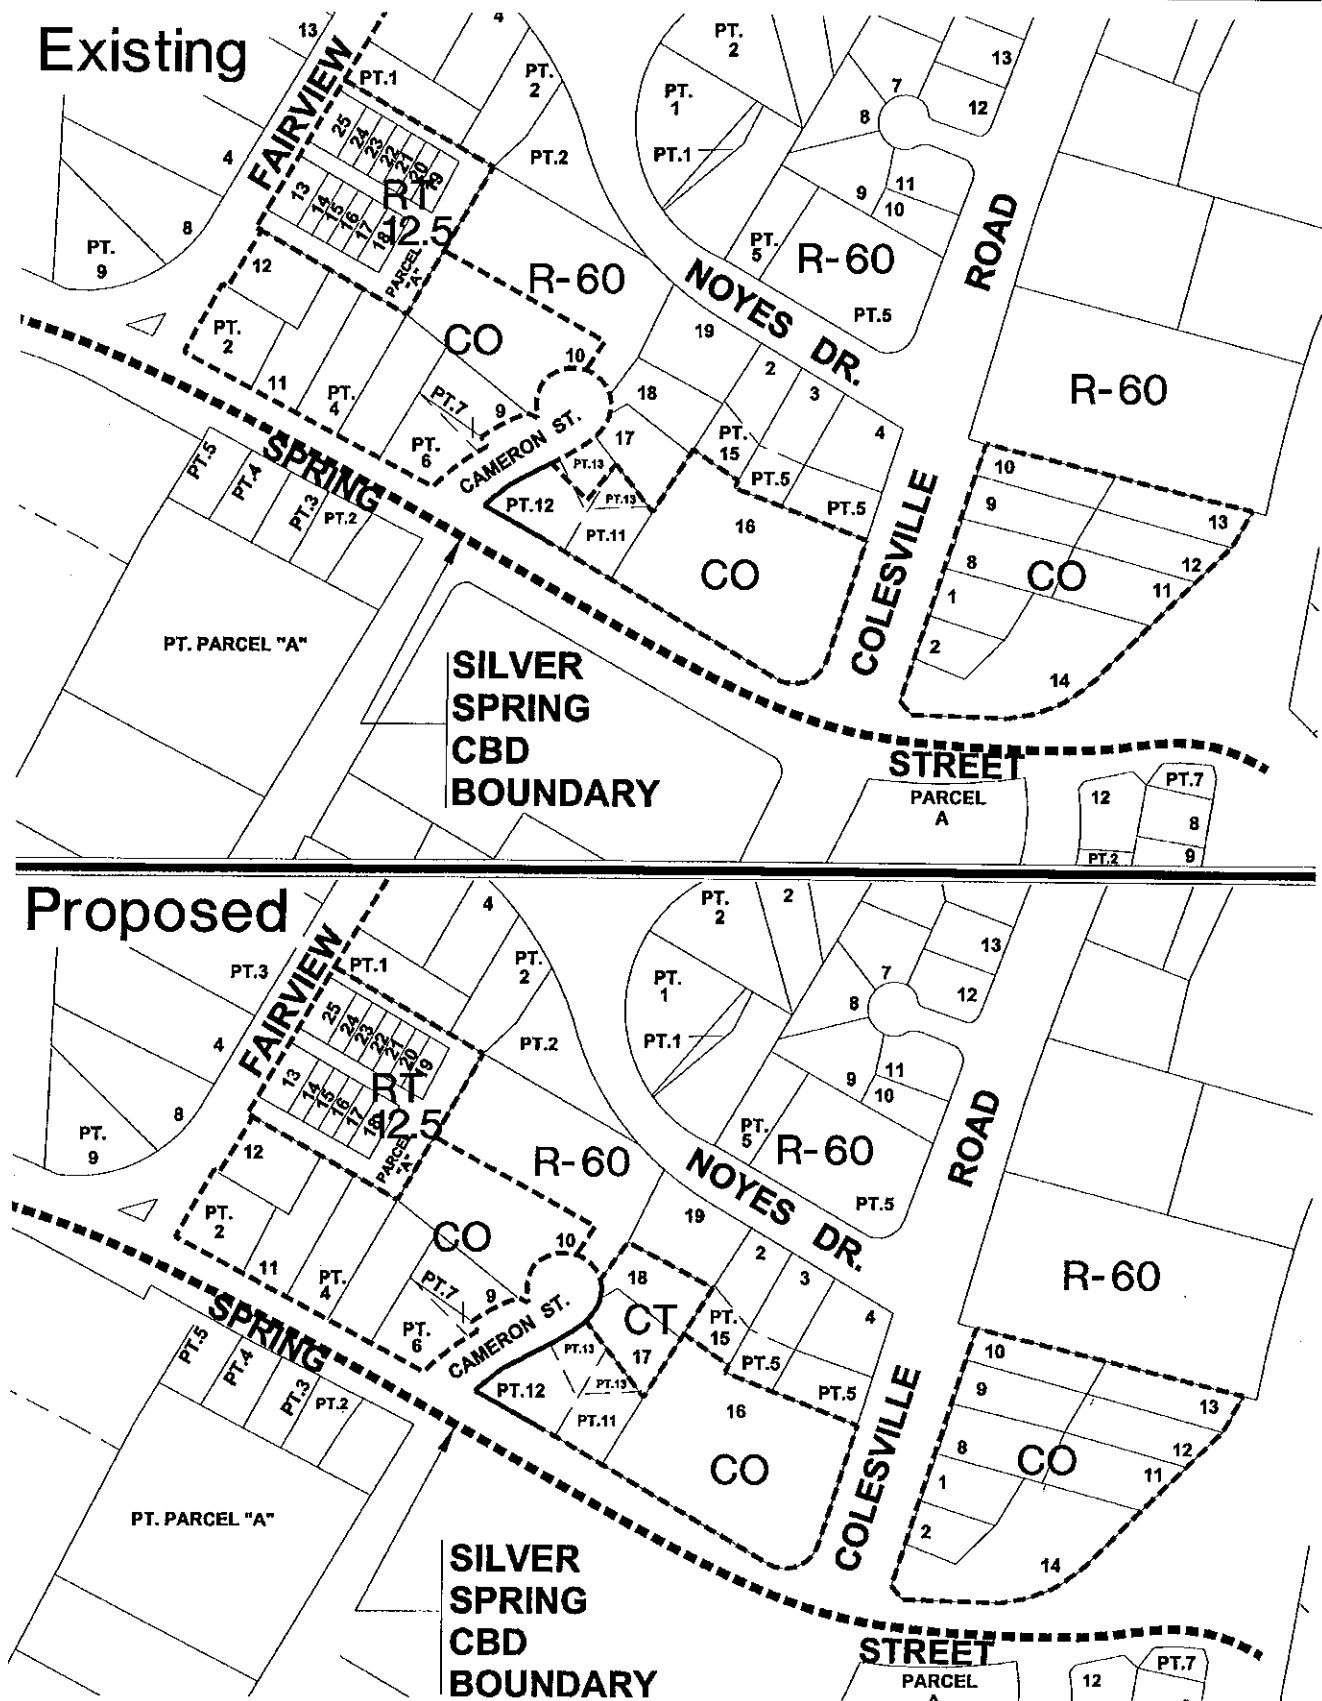 Existing
13
4
PT.
2
13
FAIRVIEW
PT.1
PT.
2
PT.
1
7
8
12
25
24
23
22
21
20
19
4
PT.2
PT.1
RT
12.5
13
14
15
16
17
18
9
11
10
ROAD
8
PT.
9
12
PARCEL
"A"
R-60
PT.
5
R-60
NOYES DR.
PT.5
PT.
2
CO
10
19
2
3
R-60
11
PT.
4
PT.7
9
18
4
PT.
6
CAMERON ST.
17
PT.
15
PT.5
PT.5
SPRING
PT.5
PT.4
PT.3
PT.2
PT.13
PT.13
PT.12
PT.11
16
CO
COLESVILLE
10
9
13
8
CO
12
11
1
2
14
PT. PARCEL "A"
SILVER
SPRING
CBD
BOUNDARY
STREET
PARCEL
A
12
PT.7
8
PT.2
9
Proposed
4
PT.
2
2
PT.3
FAIRVIEW
PT.1
PT.
2
PT.
1
7
13
8
12
25
24
23
22
21
20
19
4
PT.2
PT.1
RT
12.5
13
14
15
16
17
18
9
11
10
ROAD
8
PT.
9
12
PARCEL
"A"
R-60
PT.
5
R-60
NOYES DR.
PT.5
PT.
2
CO
10
19
2
3
R-60
11
PT.
4
PT.7
9
18
4
CT
PT.
6
CAMERON ST.
17
PT.
15
PT.5
PT.5
SPRING
PT.5
PT.4
PT.3
PT.2
PT.13
PT.13
PT.12
PT.11
16
CO
COLESVILLE
10
9
13
8
CO
12
11
1
2
14
PT. PARCEL "A"
SILVER
SPRING
CBD
BOUNDARY
STREET
PARCEL
A
12
PT.7